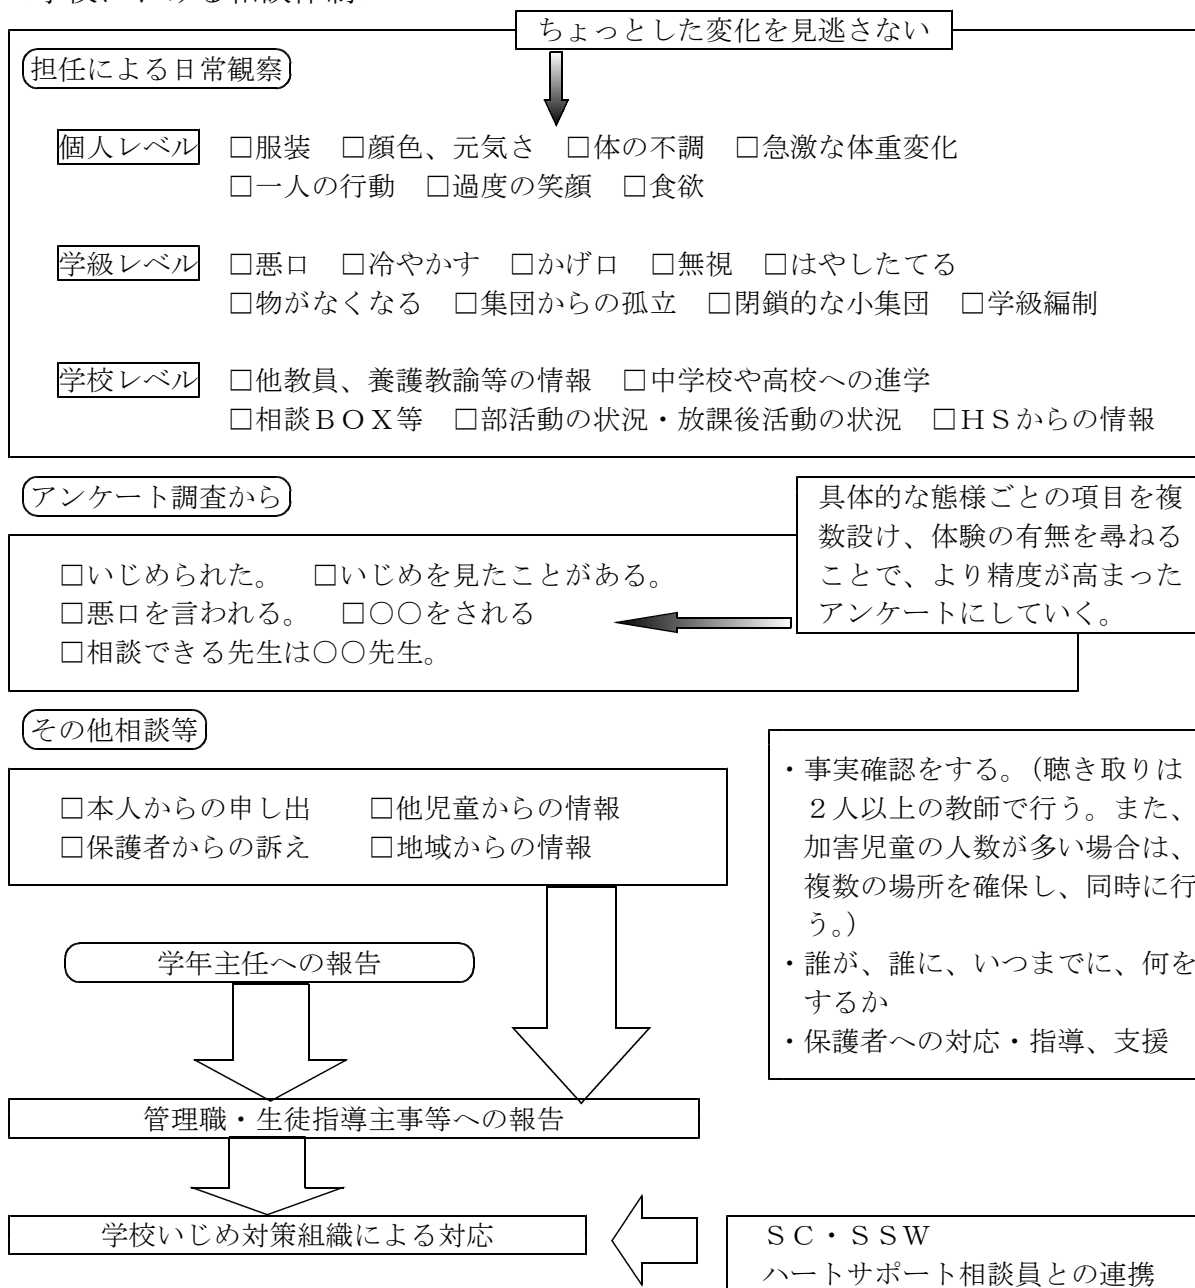 ちょっとした変化を見逃さない
担任による日常観察
個人レベル □服装 □顔色、元気さ □体の不調 □急激な体重変化
□一人の行動 □過度の笑顔 □食欲
学級レベル □悪口 □冷やかす □かげ口 □無視 □はやしたてる
□物がなくなる □集団からの孤立 □閉鎖的な小集団 □学級編制
学校レベル □他教員、養護教諭等の情報 □中学校や高校への進学
□相談ＢＯＸ等 □部活動の状況・放課後活動の状況 □ＨＳからの情報
アンケート調査から
具体的な態様ごとの項目を複
数設け、体験の有無を尋ねる
ことで、より精度が高まった
アンケートにしていく。
□いじめられた。 □いじめを見たことがある。
□悪口を言われる。 □○○をされる
□相談できる先生は○○先生。
その他相談等
□本人からの申し出 □他児童からの情報
□保護者からの訴え □地域からの情報
・事実確認をする。（聴き取りは
２人以上の教師で行う。また、
加害児童の人数が多い場合は、
複数の場所を確保し、同時に行
う。）
・誰が、誰に、いつまでに、何を
するか
・保護者への対応・指導、支援
学年主任への報告
管理職・生徒指導主事等への報告
学校いじめ対策組織による対応
ＳＣ・ＳＳＷ
ハートサポート相談員との連携